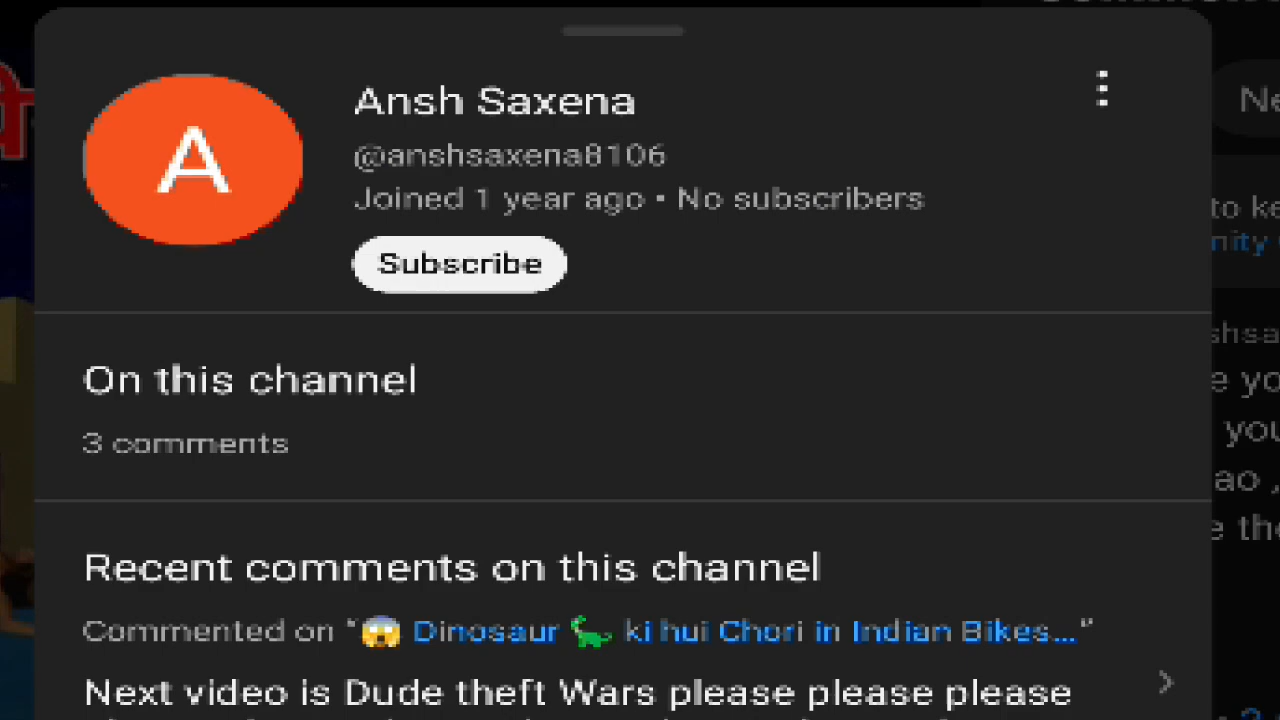 A
Ansh Saxena
@anshsaxena8106
Joined 1 year ago • No subscribers
Subscribe
On this channel
3 comments
Recent comments on this channel
Commented on “😱 Dinosaur 🦕 ki hui Chori in Indian Bikes...”
Next video is Dude theft Wars please please please